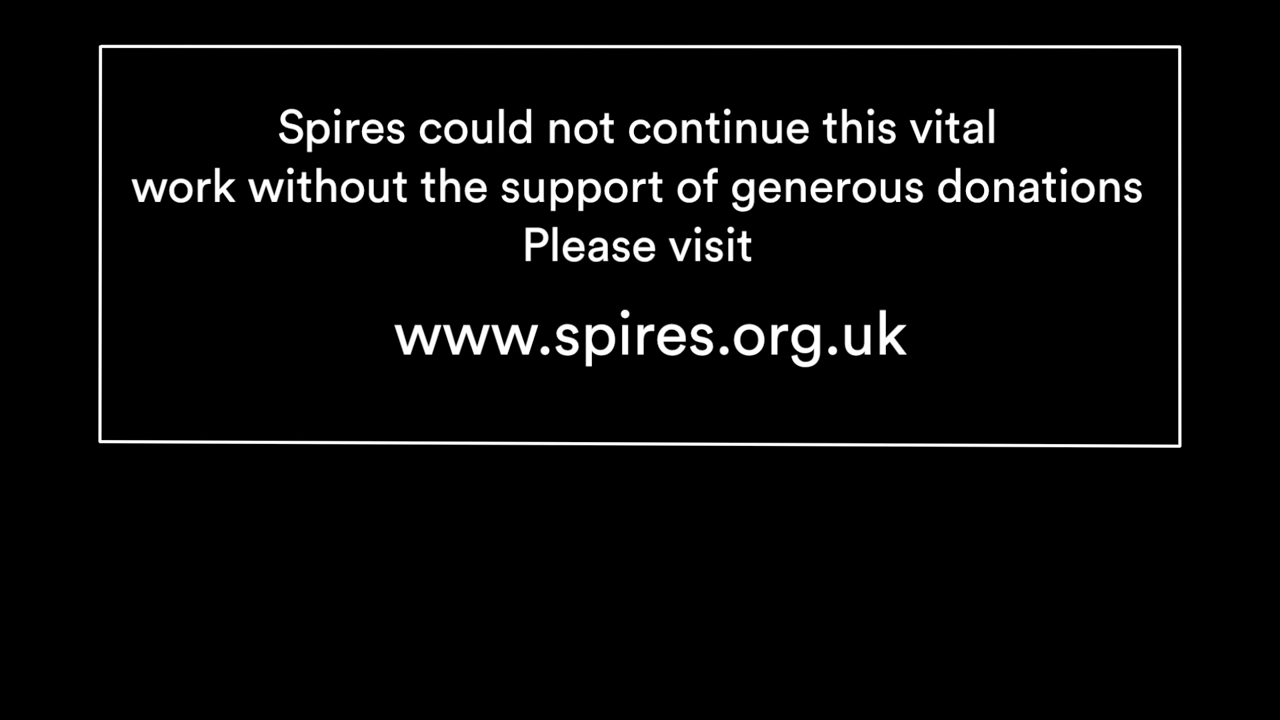 Spires could not continue this vital
work without the support of generous donations
Please visit
www.spires.org.uk